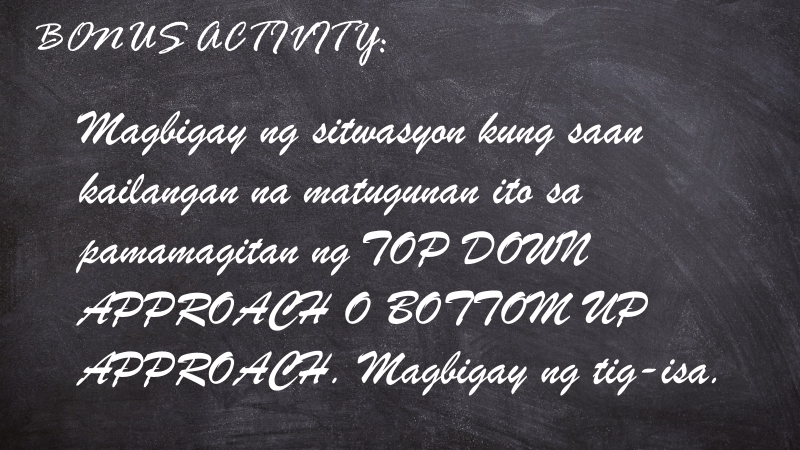 BONUS ACTIVITY:
Magbigay ng sitwasyon kung saan
kailangan na matugunan ito sa
pamamagitan ng TOP DOWN
APPROACH O BOTTOM UP
APPROACH. Magbigay ng tig-isa.